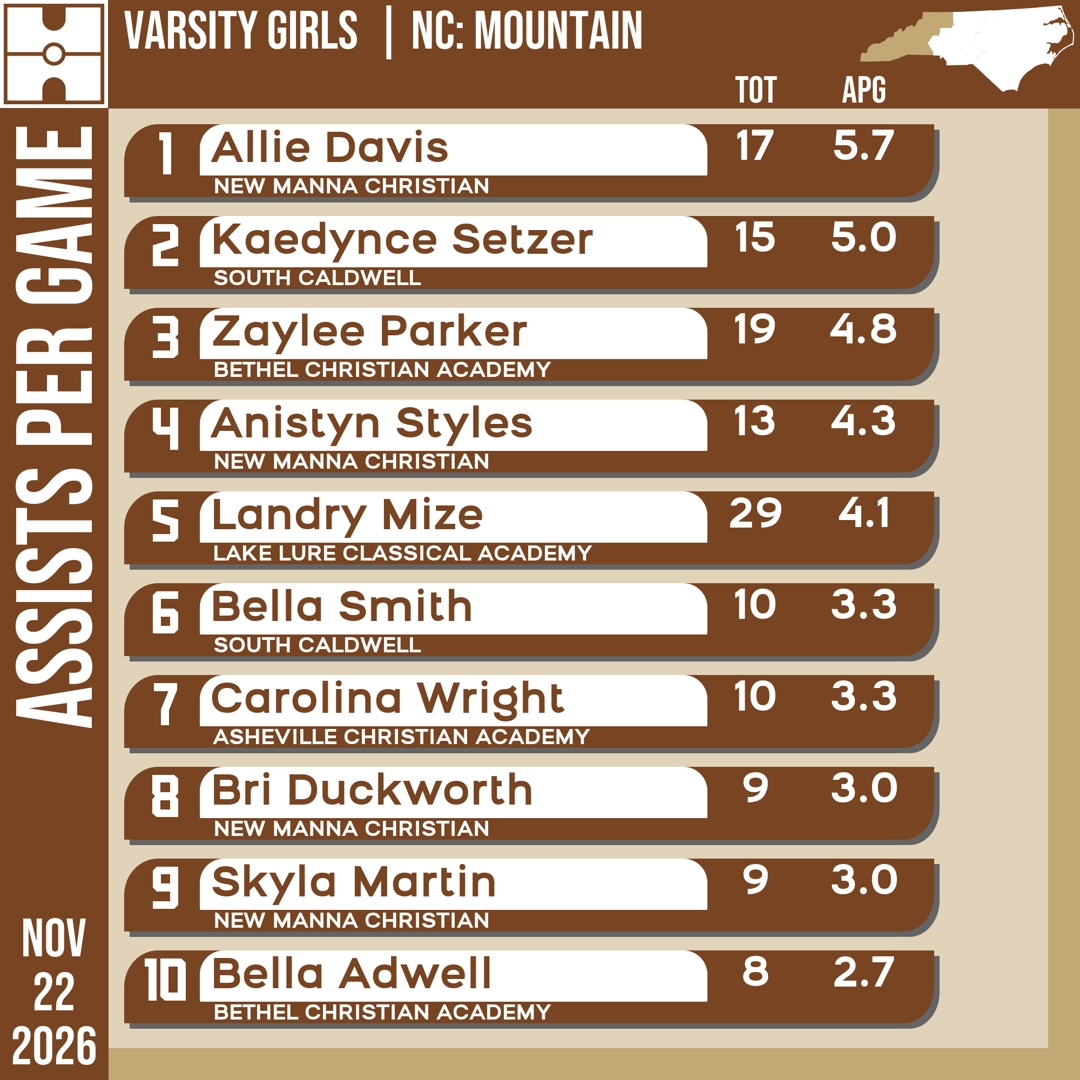 VARSITY GIRLS | NC: MOUNTAIN
TOT APG
ASSISTS PER GAME
1 Allie Davis 17 5.7
NEW MANNA CHRISTIAN
2 Kaedynce Setzer 15 5.0
SOUTH CALDWELL
3 Zaylee Parker 19 4.8
BETHEL CHRISTIAN ACADEMY
4 Anistyn Styles 13 4.3
NEW MANNA CHRISTIAN
5 Landry Mize 29 4.1
LAKE LURE CLASSICAL ACADEMY
6 Bella Smith 10 3.3
SOUTH CALDWELL
7 Carolina Wright 10 3.3
ASHEVILLE CHRISTIAN ACADEMY
8 Bri Duckworth 9 3.0
NEW MANNA CHRISTIAN
9 Skyla Martin 9 3.0
NEW MANNA CHRISTIAN
10 Bella Adwell 8 2.7
BETHEL CHRISTIAN ACADEMY
NOV
22
2026